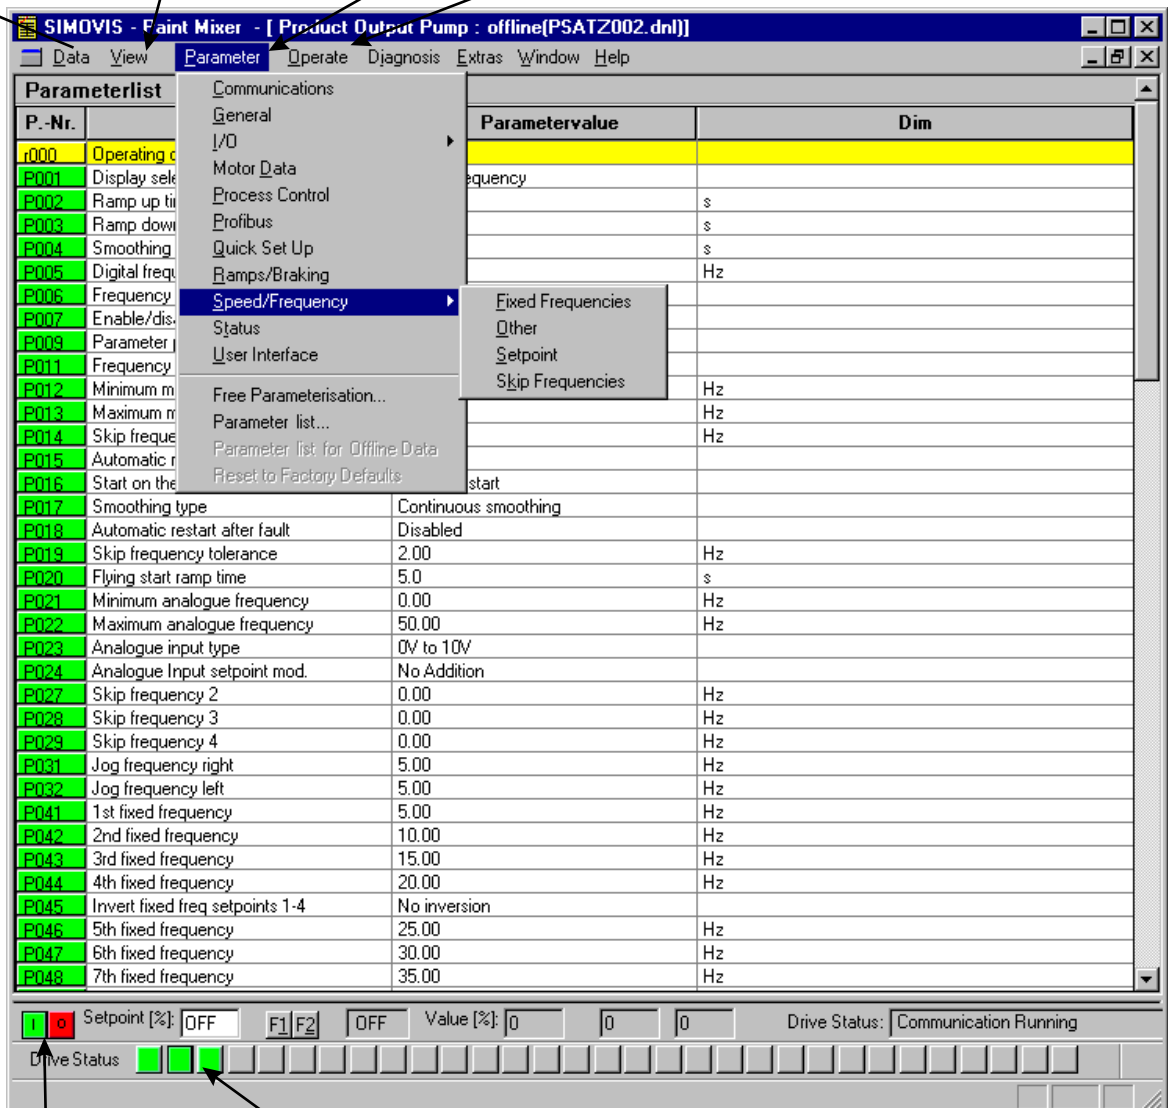 SIMOVIS - Paint Mixer - [ Product Output Pump : offline(PSATZ002.dnl)]
Data View Parameter Operate Diagnosis Extras Window Help
Parameterlist
P.-Nr. Parametervalue Dim
Communications
General
I/O
Motor Data
Process Control
Profibus
Quick Set Up
Ramps/Braking
Speed/Frequency
Status
User Interface
Free Parameterisation...
Parameter list...
Parameter list for Offline Data
Reset to Factory Defaults
Fixed Frequencies
Other
Setpoint
Skip Frequencies
r000 Operating
P001 Display
P002 Ramp up s
P003 Ramp s
P004 Smoothing s
P005 Digital Hz
P006 Frequency
P007
P009 Parameter
P011 Frequency
P012 Minimum Hz
P013 Maximum Hz
P014 Skip Hz
P015 Automatic
P016 Start on the start
P017 Smoothing type Continuous smoothing
P018 Automatic restart after fault Disabled
P019 Skip frequency tolerance 2.00 Hz
P020 Flying start ramp time 5.0 s
P021 Minimum analogue frequency 0.00 Hz
P022 Maximum analogue frequency 50.00 Hz
P023 Analogue input type 0V to 10V
P024 Analogue Input setpoint mod. No Addition
P027 Skip frequency 2 0.00 Hz
P028 Skip frequency 3 0.00 Hz
P029 Skip frequency 4 0.00 Hz
P031 Jog frequency right 5.00 Hz
P032 Jog frequency left 5.00 Hz
P041 1st fixed frequency 5.00 Hz
P042 2nd fixed frequency 10.00 Hz
P043 3rd fixed frequency 15.00 Hz
P044 4th fixed frequency 20.00 Hz
P045 Invert fixed freq setpoints 1-4 No inversion
P046 5th fixed frequency 25.00 Hz
P047 6th fixed frequency 30.00 Hz
P048 7th fixed frequency 35.00 Hz
I O Setpoint [%]: OFF F1 F2 OFF Value [%]: 0 0 0 Drive Status: Communication Running
Drive Status